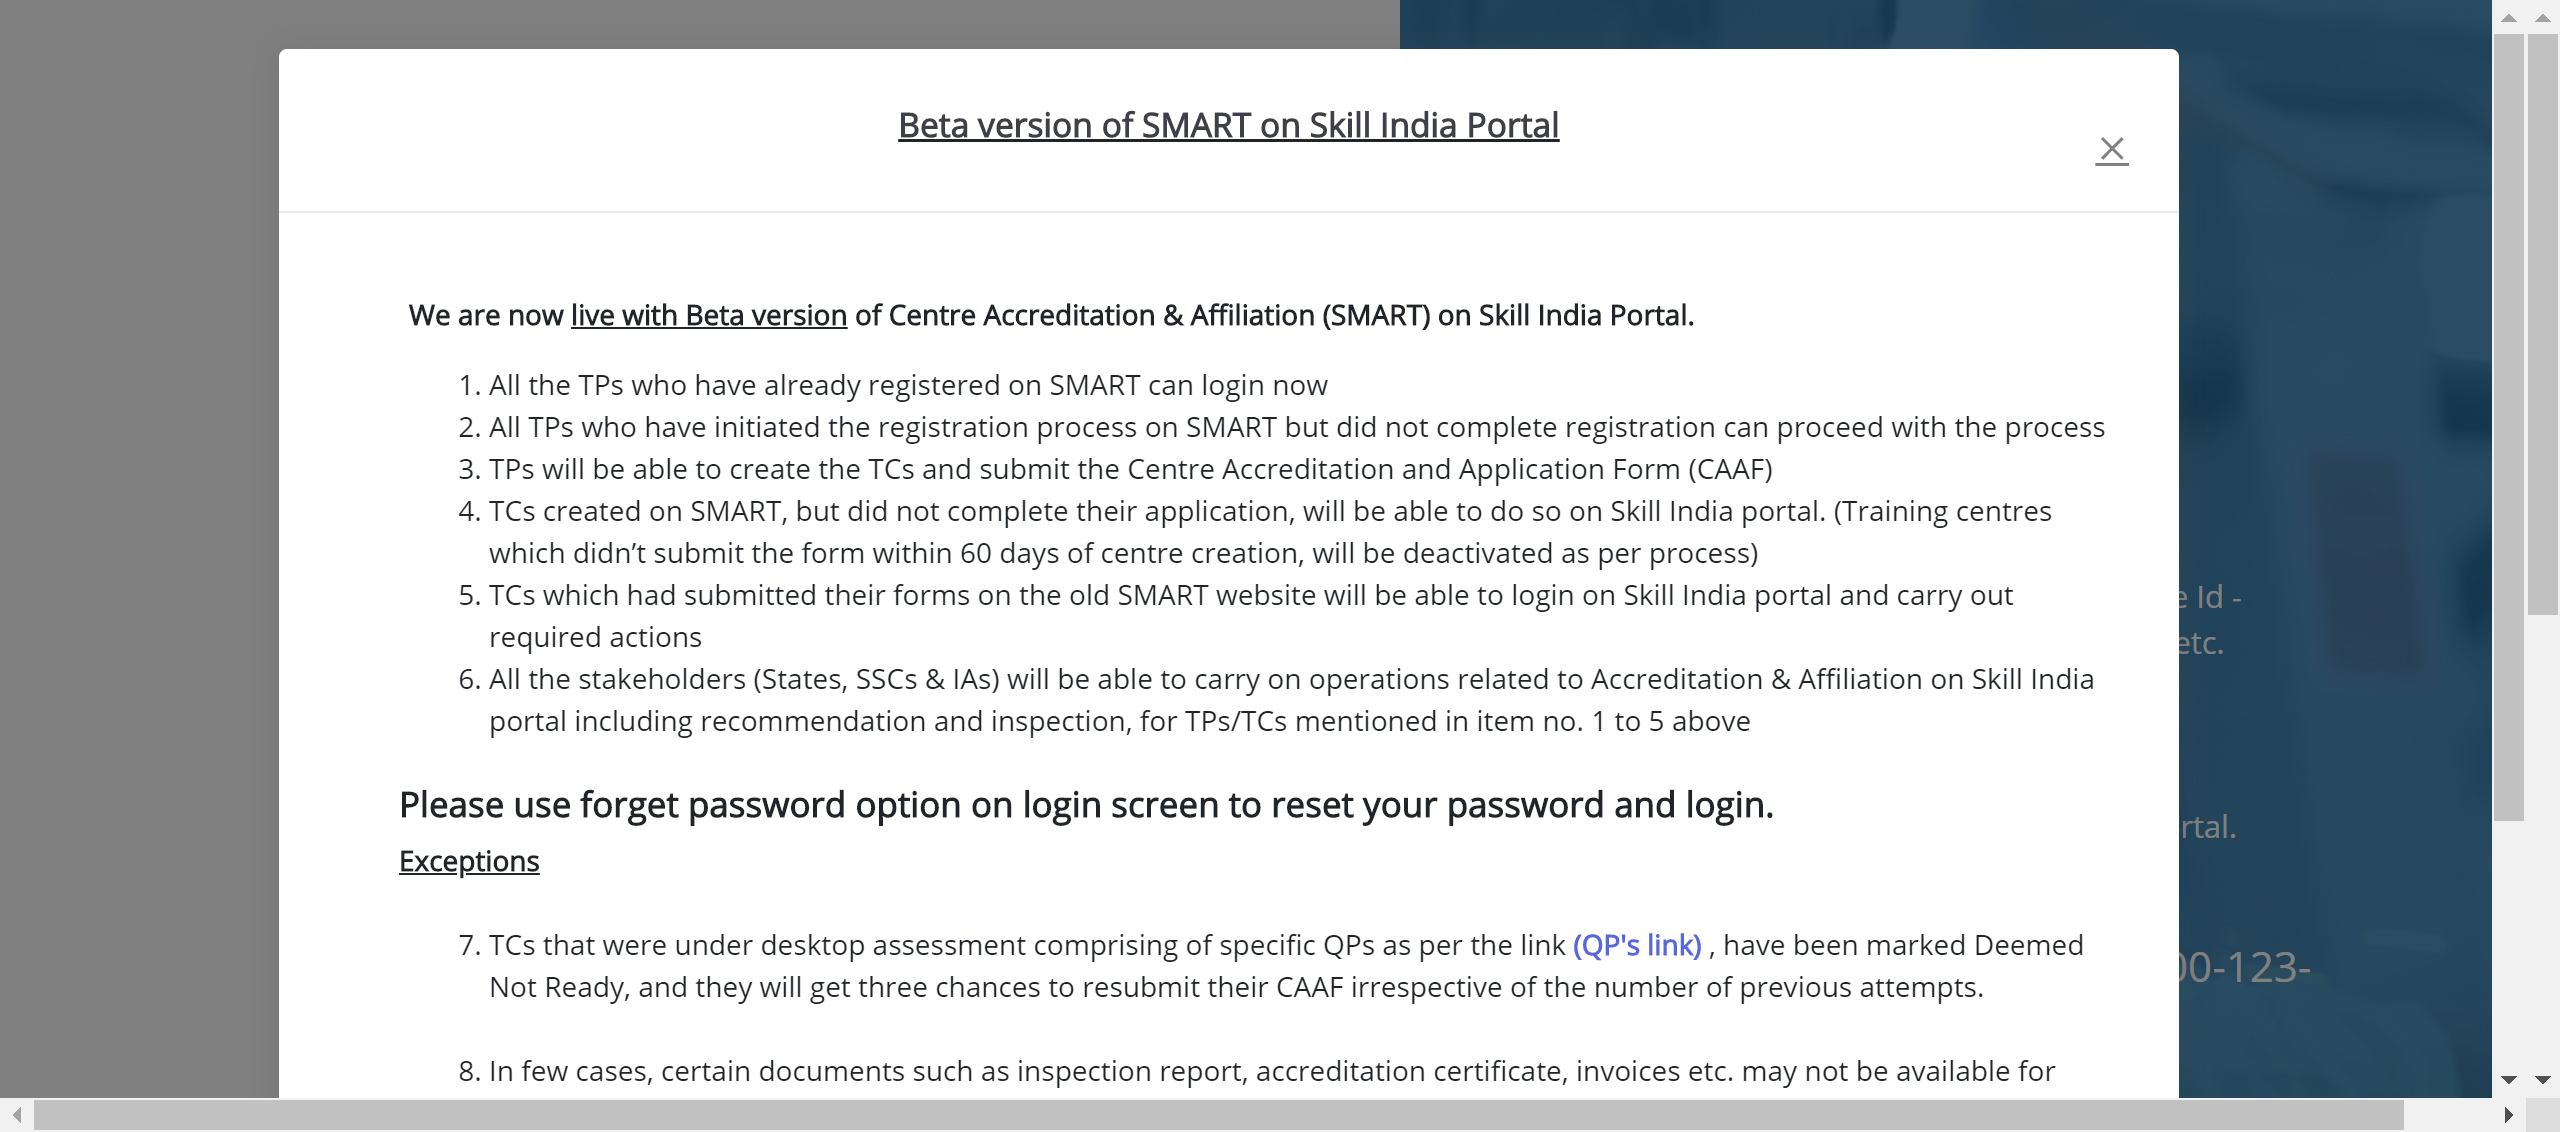 Beta version of SMART on Skill India Portal
×
We are now live with Beta version of Centre Accreditation & Affiliation (SMART) on Skill India Portal.
1. All the TPs who have already registered on SMART can login now
2. All TPs who have initiated the registration process on SMART but did not complete registration can proceed with the process
3. TPs will be able to create the TCs and submit the Centre Accreditation and Application Form (CAAF)
4. TCs created on SMART, but did not complete their application, will be able to do so on Skill India portal. (Training centres
which didn’t submit the form within 60 days of centre creation, will be deactivated as per process)
5. TCs which had submitted their forms on the old SMART website will be able to login on Skill India portal and carry out
required actions
e Id -
etc.
6. All the stakeholders (States, SSCs & IAs) will be able to carry on operations related to Accreditation & Affiliation on Skill India
portal including recommendation and inspection, for TPs/TCs mentioned in item no. 1 to 5 above
Please use forget password option on login screen to reset your password and login.
rtal.
Exceptions
7. TCs that were under desktop assessment comprising of specific QPs as per the link (QP's link) , have been marked Deemed
Not Ready, and they will get three chances to resubmit their CAAF irrespective of the number of previous attempts.
00-123-
8. In few cases, certain documents such as inspection report, accreditation certificate, invoices etc. may not be available for